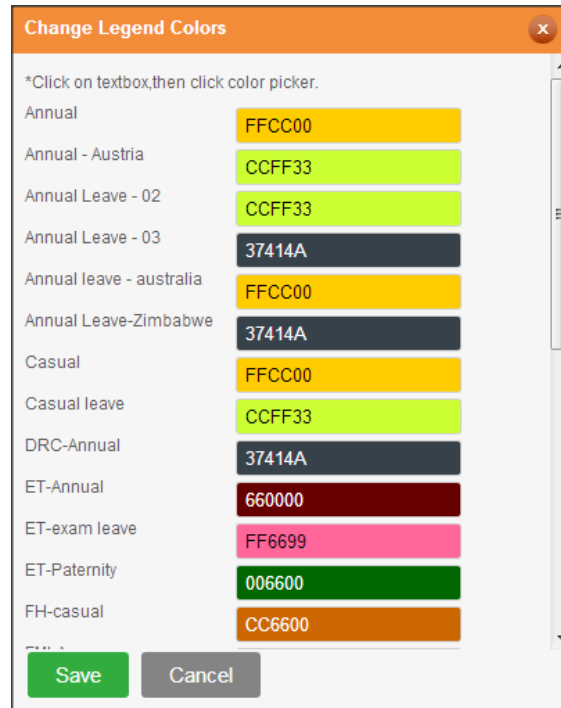 Change Legend Colors
x
*Click on textbox,then click color picker.
Annual
FFCC00
Annual - Austria
CCFF33
Annual Leave - 02
CCFF33
Annual Leave - 03
37414A
Annual leave - australia
FFCC00
Annual Leave-Zimbabwe
37414A
Casual
FFCC00
Casual leave
CCFF33
DRC-Annual
37414A
ET-Annual
660000
ET-exam leave
FF6699
ET-Paternity
006600
FH-casual
CC6600
Save
Cancel